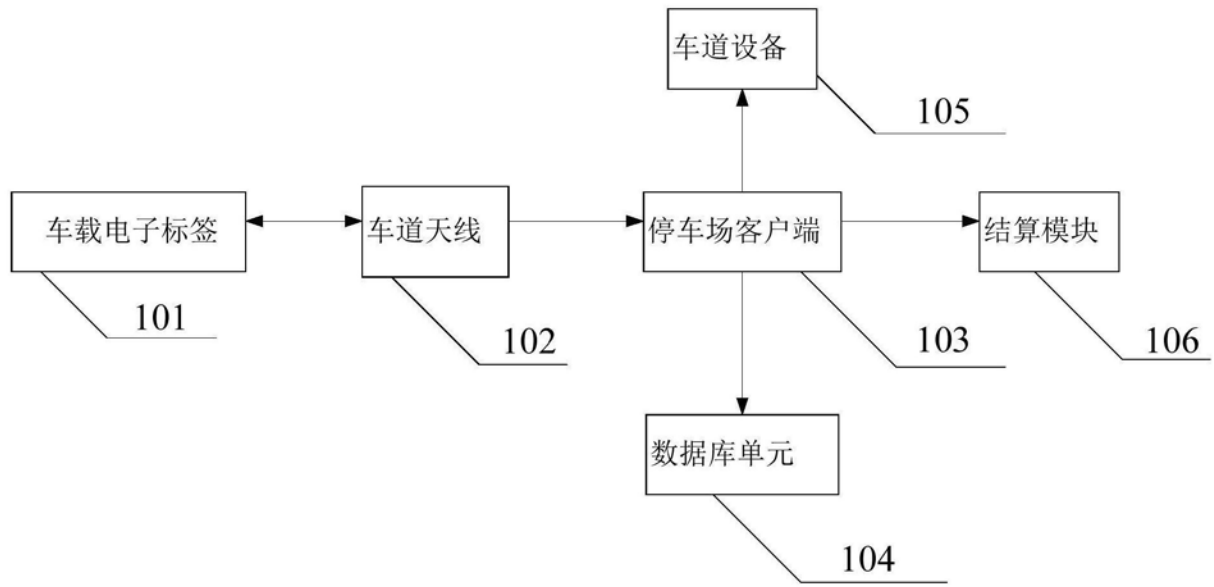 车道设备
105
车载电子标签
车道天线
停车场客户端
结算模块
101
102
103
106
数据库单元
104